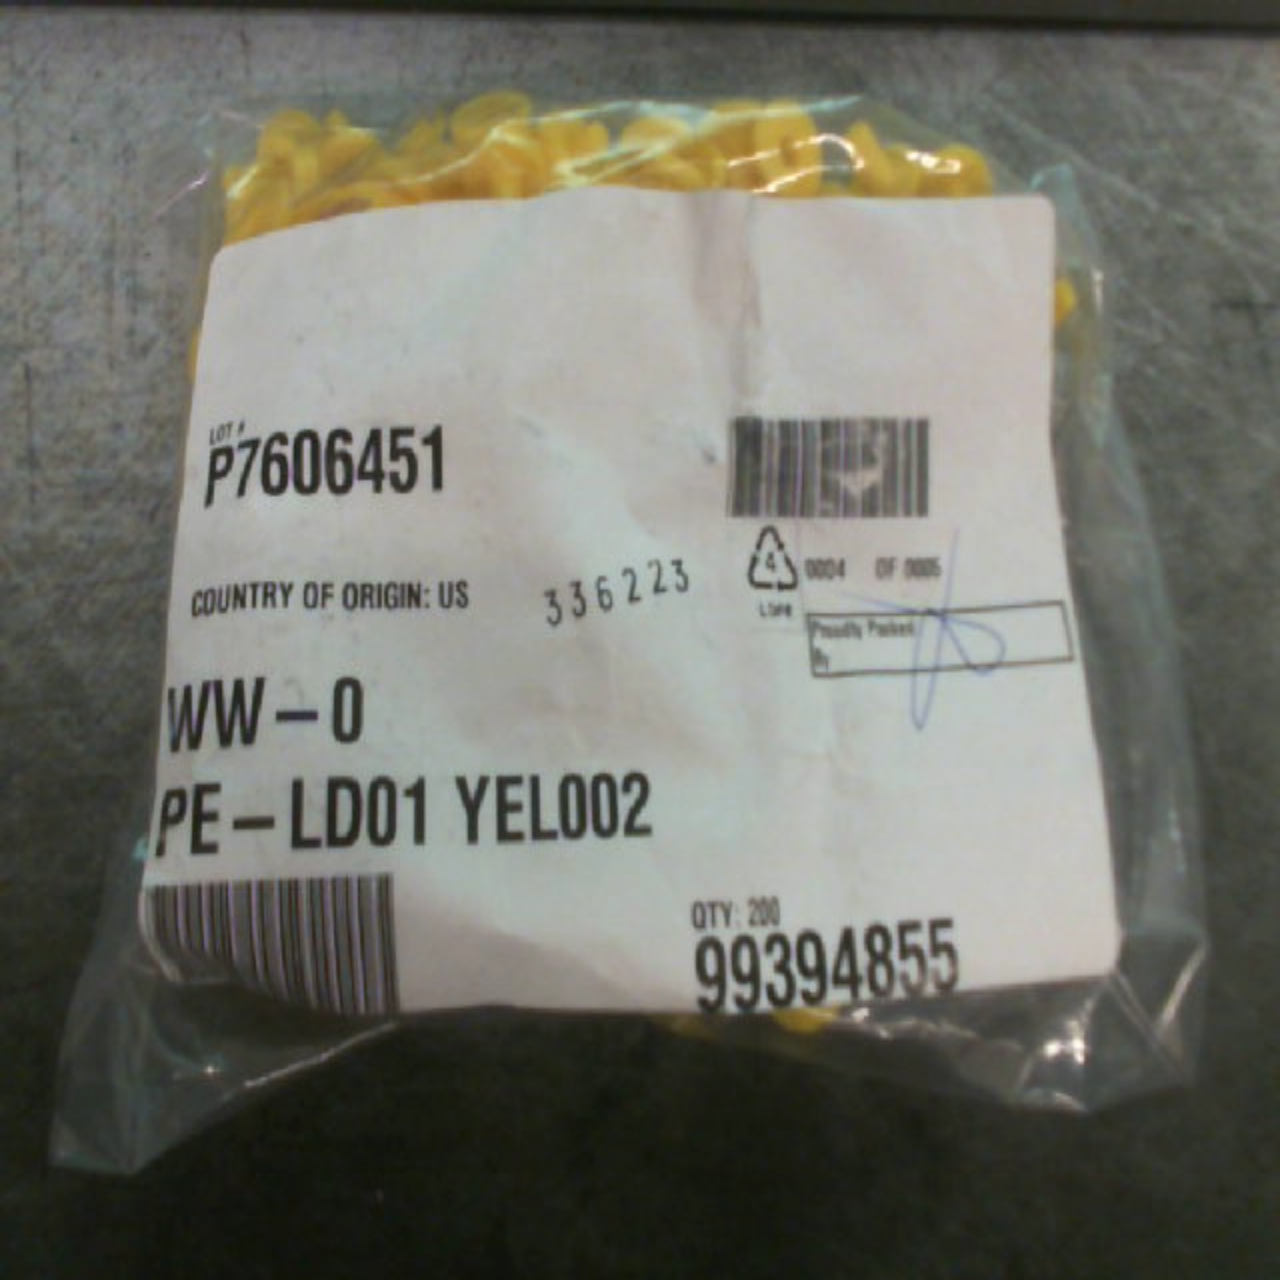 LOT #
P7606451
4
0004 OF 0005
LDPE
COUNTRY OF ORIGIN: US
336223
Proudly Packed
By
WW-0
PE-LD01 YEL002
QTY: 200
99394855